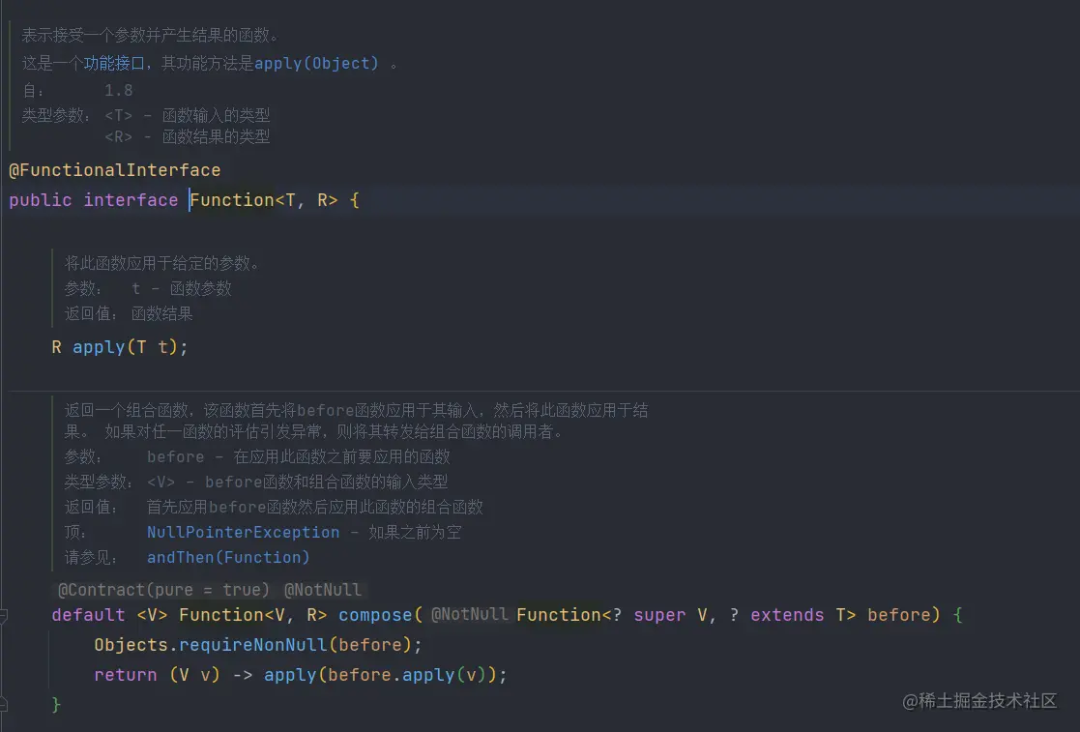 表示接受一个参数并产生结果的函数。
这是一个功能接口，其功能方法是apply(Object) 。
自： 1.8
类型参数： <T> – 函数输入的类型
<R> – 函数结果的类型
@FunctionalInterface
public interface Function<T, R> {
将此函数应用于给定的参数。
参数： t – 函数参数
返回值： 函数结果
R apply(T t);
返回一个组合函数，该函数首先将before函数应用于其输入，然后将此函数应用于结
果。 如果对任一函数的评估引发异常，则将其转发给组合函数的调用者。
参数： before – 在应用此函数之前要应用的函数
类型参数： <V> – before函数和组合函数的输入类型
返回值： 首先应用before函数然后应用此函数的组合函数
顶： NullPointerException – 如果之前为空
请参见： andThen(Function)
@Contract(pure = true) @NotNull
default <V> Function<V, R> compose( @NotNull Function<? super V, ? extends T> before) {
Objects.requireNonNull(before);
return (V v) -> apply(before.apply(v));
}
@稀土掘金技术社区